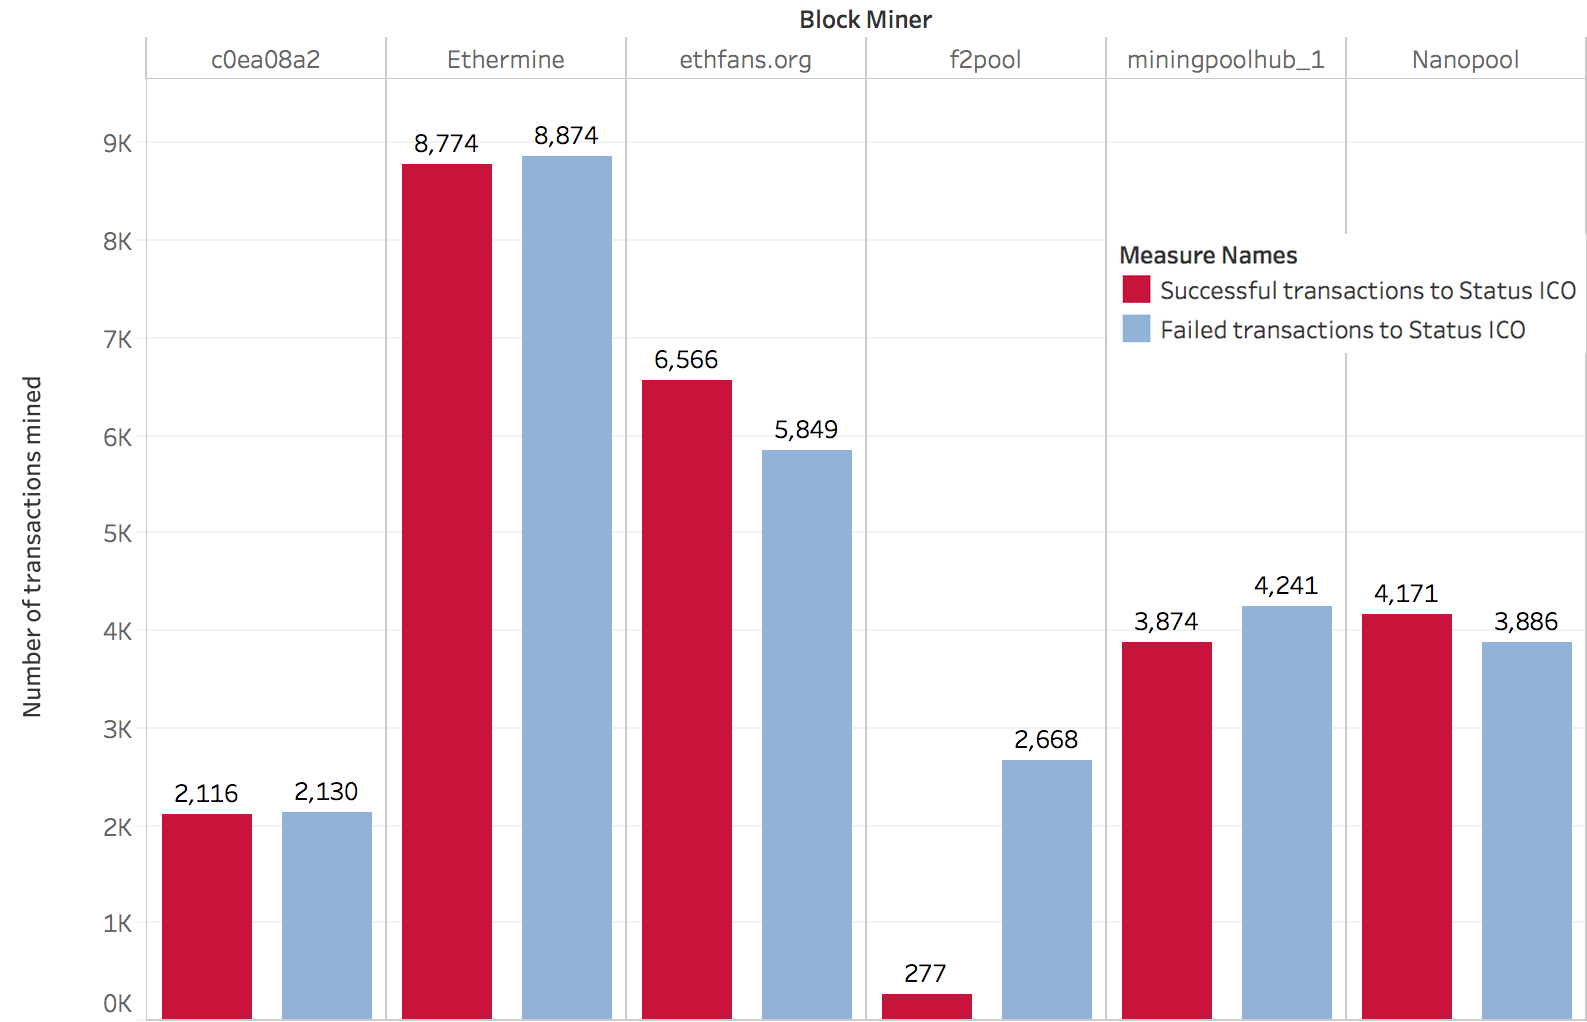 Block Miner
c0ea08a2 Ethermine ethfans.org f2pool miningpoolhub_1 Nanopool
Number of transactions mined
9K
8K
7K
6K
5K
4K
3K
2K
1K
0K
2,116
2,130
8,774
8,874
6,566
5,849
277
2,668
3,874
4,241
4,171
3,886
Measure Names
Successful transactions to Status ICO
Failed transactions to Status ICO